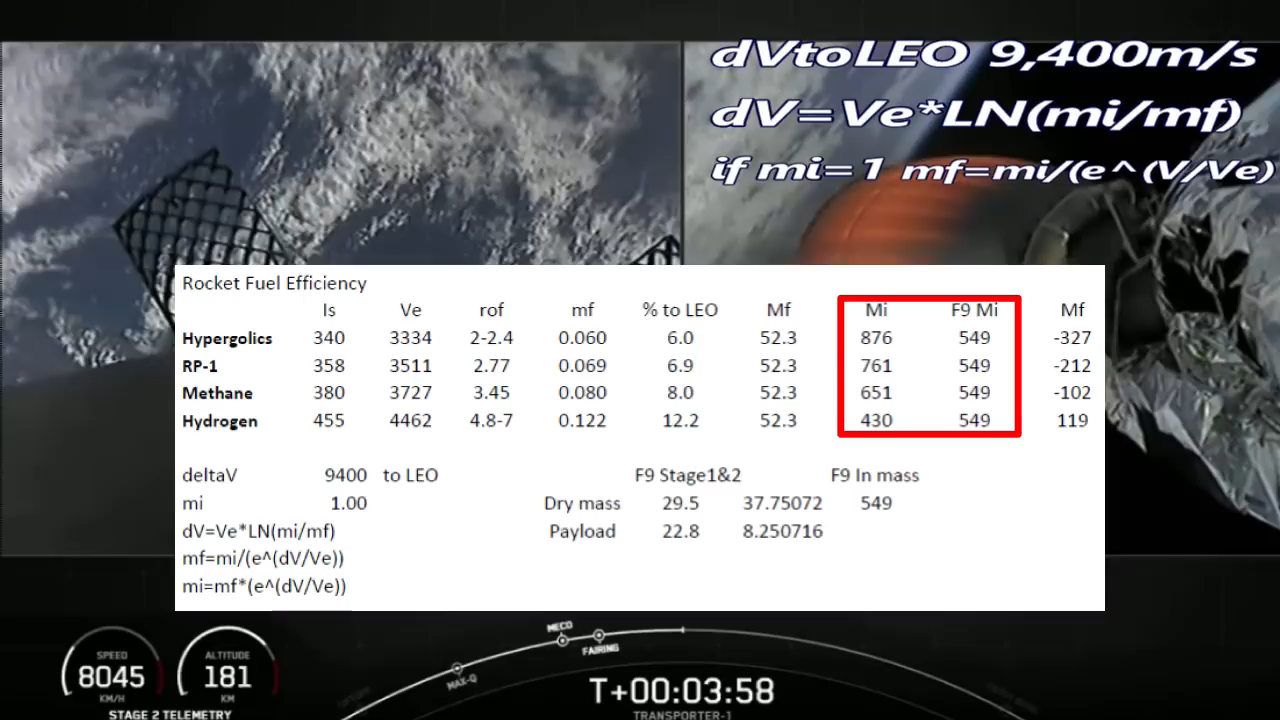 dVtoLEO 9,400m/s
dV=Ve*LN(mi/mf)
if mi=1 mf=mi/(e^(V/Ve)
Rocket Fuel Efficiency
Is Ve rof mf % to LEO Mf Mi F9 Mi Mf
Hypergolics 340 3334 2-2.4 0.060 6.0 52.3 876 549 -327
RP-1 358 3511 2.77 0.069 6.9 52.3 761 549 -212
Methane 380 3727 3.45 0.080 8.0 52.3 651 549 -102
Hydrogen 455 4462 4.8-7 0.122 12.2 52.3 430 549 119
deltaV 9400 to LEO F9 Stage1&2 F9 In mass
mi 1.00 Dry mass 29.5 37.75072 549
dV=Ve*LN(mi/mf) Payload 22.8 8.250716
mf=mi/(e^(dV/Ve))
mi=mf*(e^(dV/Ve))
SPEED
8045
KM/H
ALTITUDE
181
KM
STAGE 2 TELEMETRY
MAX-Q
MECO
FAIRING
T+00:03:58
TRANSPORTER-1